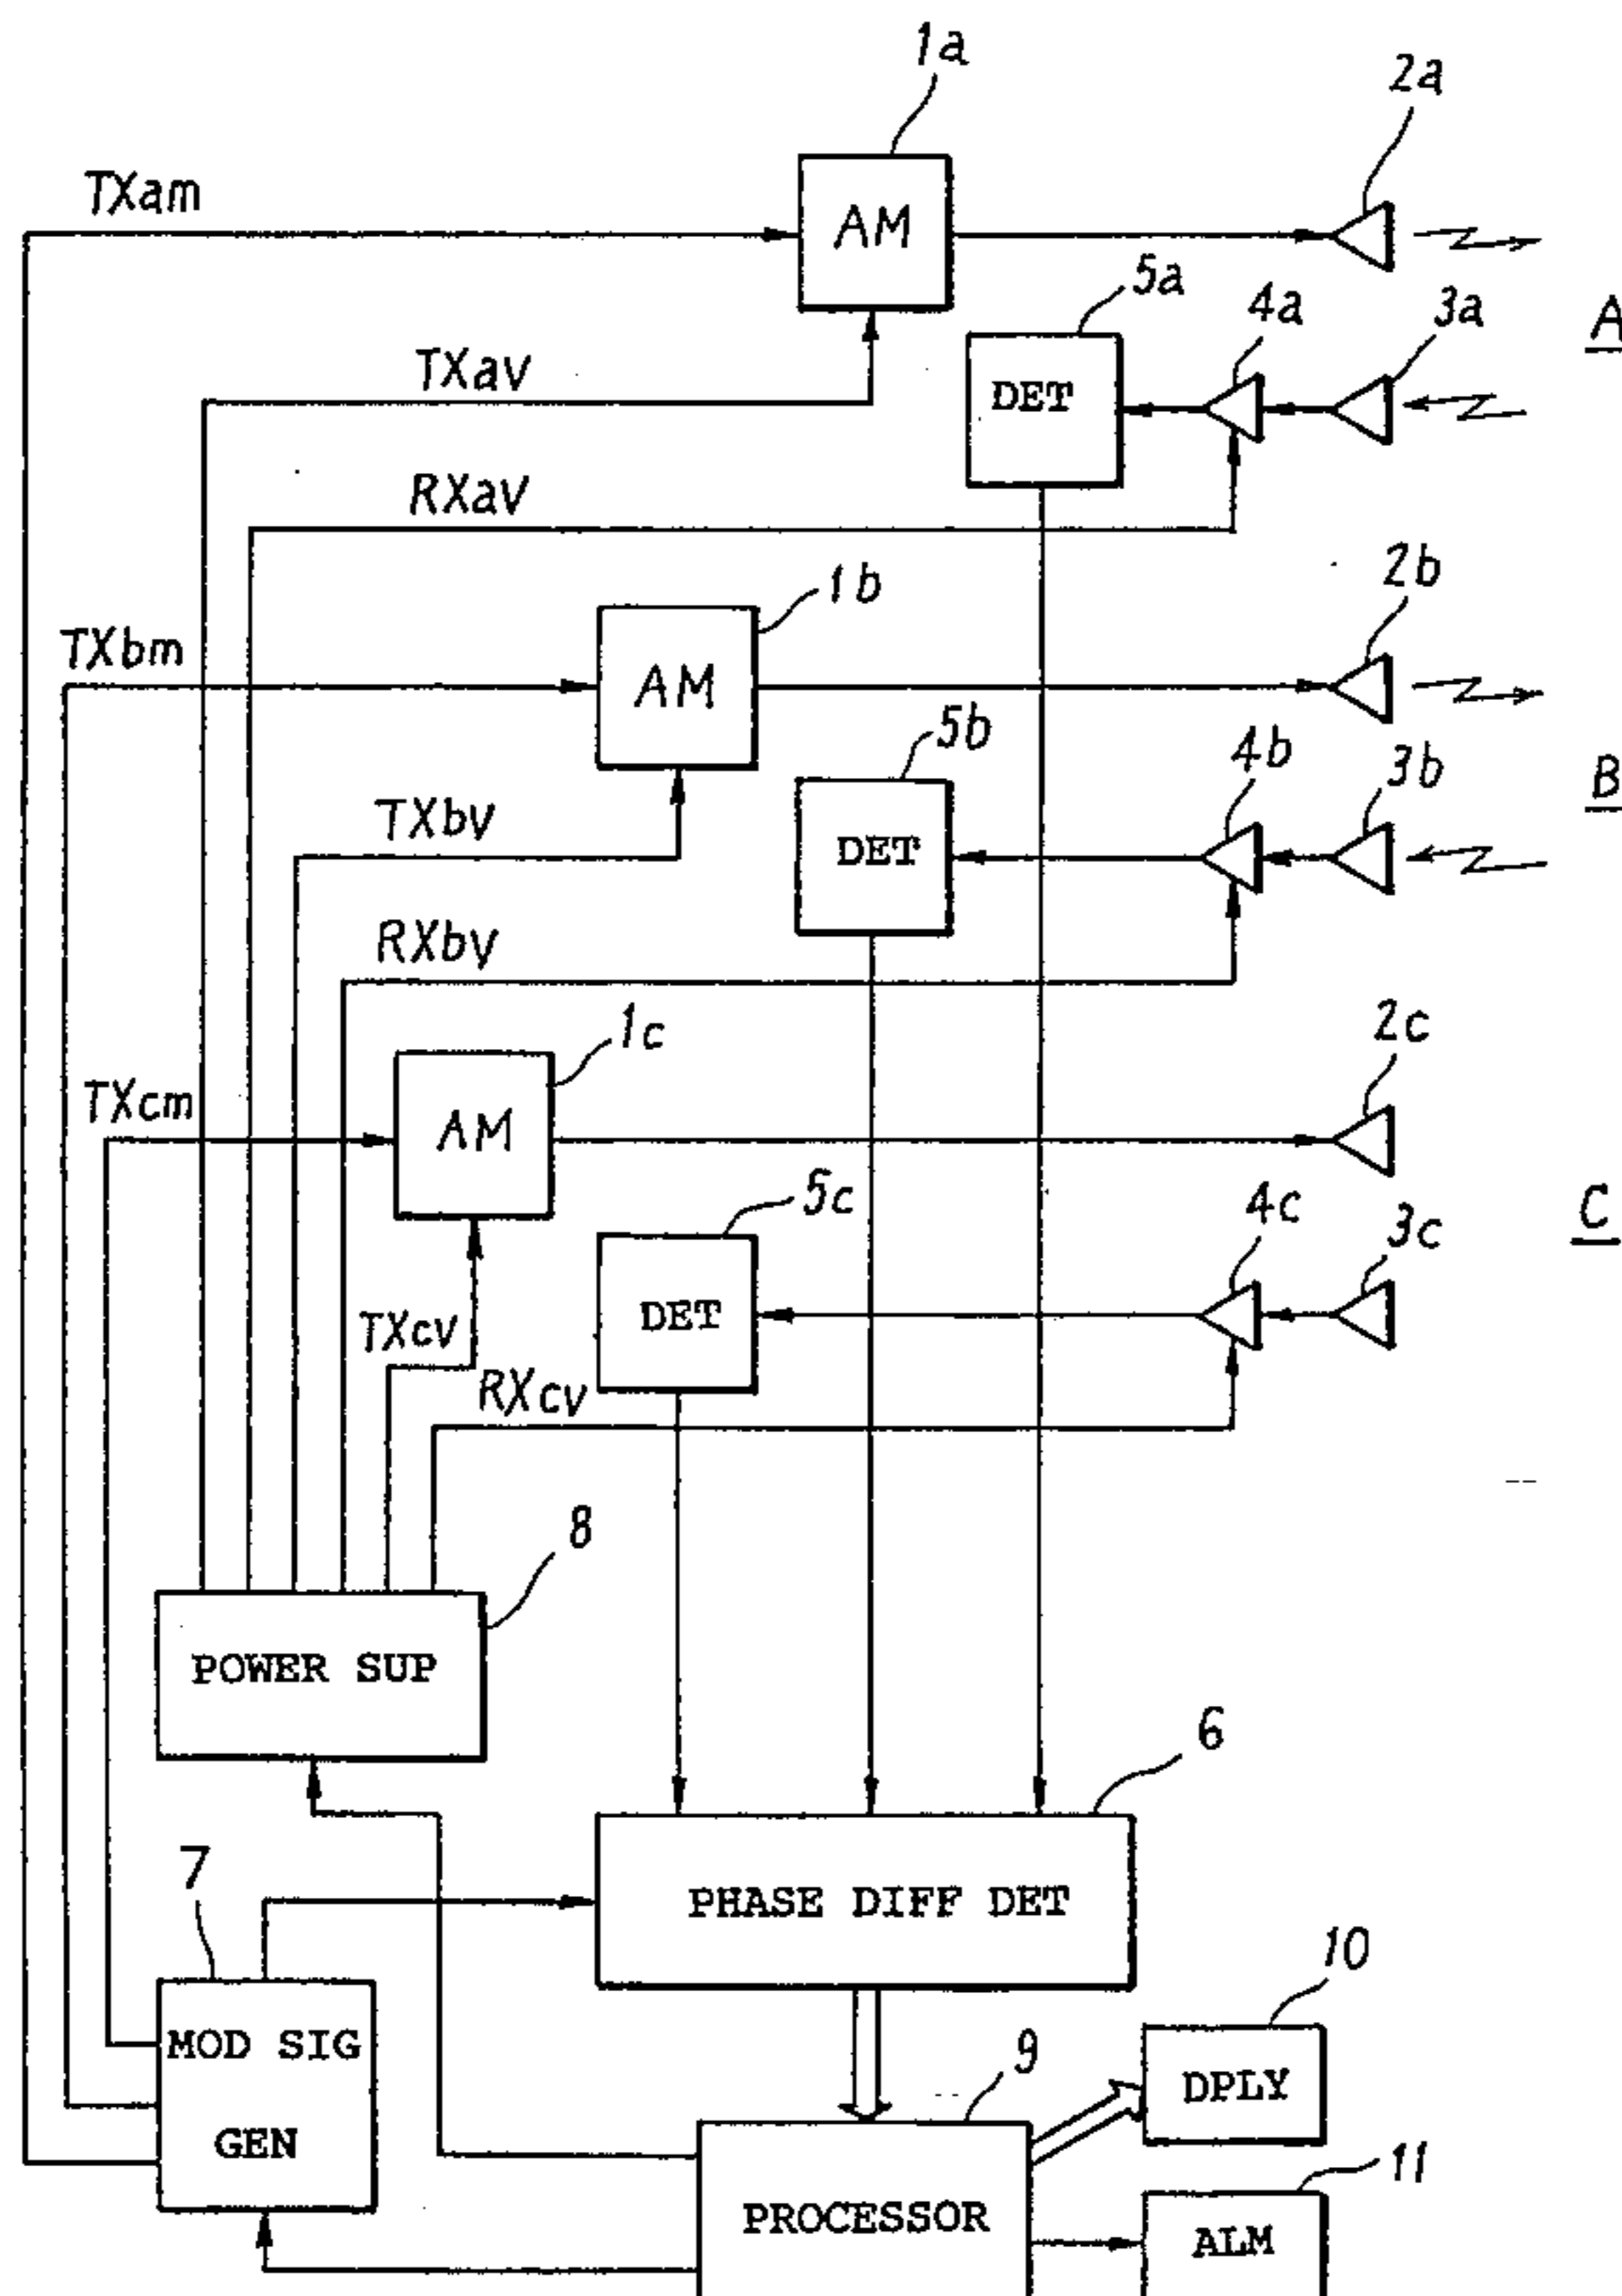 1a
2a
TXam
AM
5a
4a
3a
A
TXav
DET
RXav
2b
1b
TXbm
AM
5b
4b
3b
B
TXbv
DET
RXbv
2c
1c
TXcm
AM
5c
4c
3c
C
TXcv
DET
RXcv
8
POWER SUP
6
7
PHASE DIFF DET
10
MOD SIG
GEN
9
DPLY
11
PROCESSOR
ALM